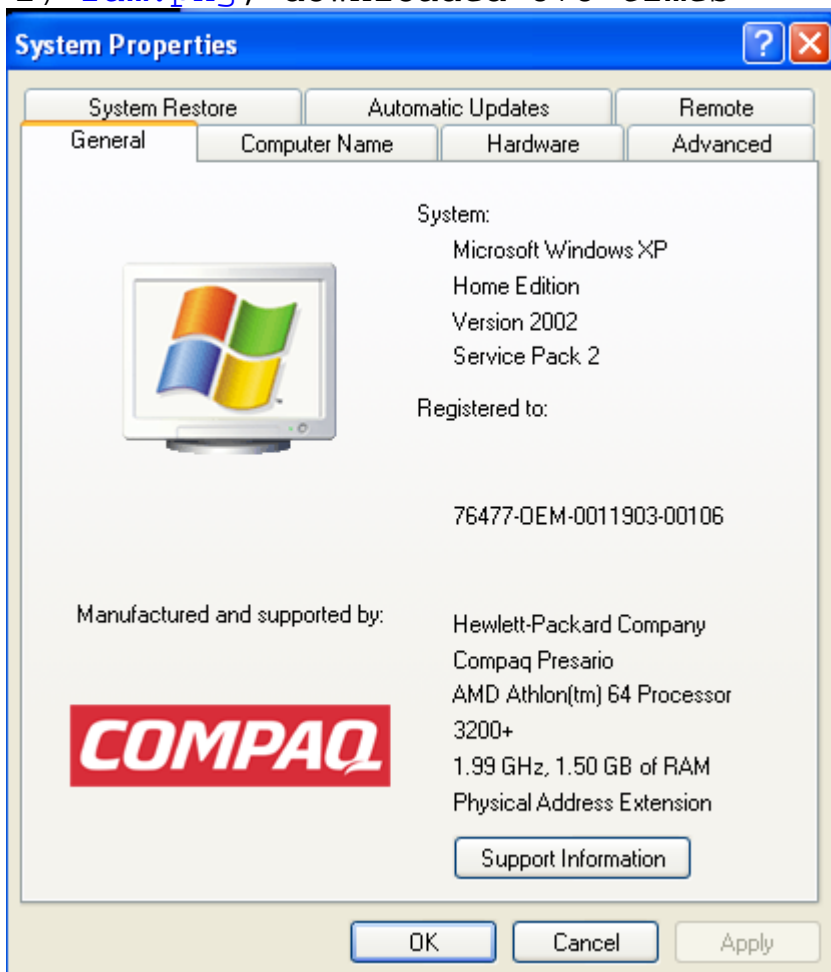 System Properties
System Restore Automatic Updates Remote
General Computer Name Hardware Advanced
System:
Microsoft Windows XP
Home Edition
Version 2002
Service Pack 2
Registered to:
76477-OEM-0011903-00106
Manufactured and supported by:
Hewlett-Packard Company
Compaq Presario
AMD Athlon(tm) 64 Processor
3200+
1.99 GHz, 1.50 GB of RAM
Physical Address Extension
COMPAQ
Support Information
OK Cancel Apply